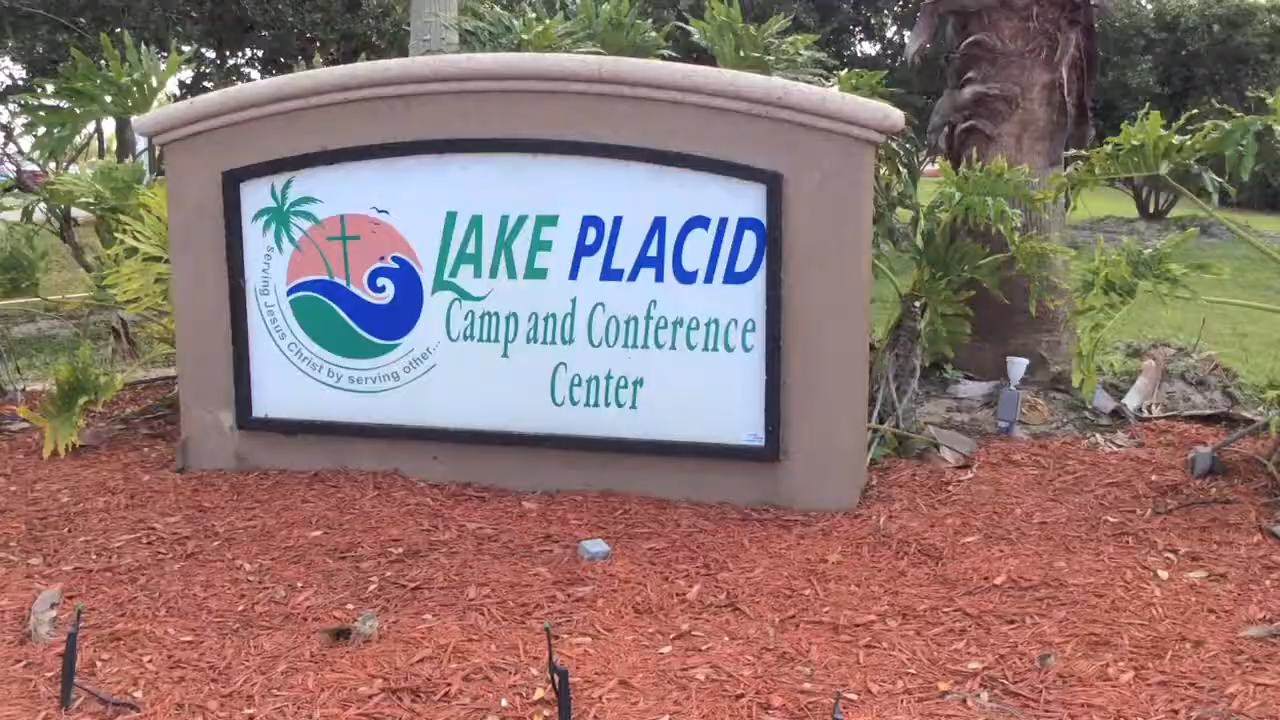 LAKE PLACID
Camp and Conference
Center
serving Jesus Christ by serving other...